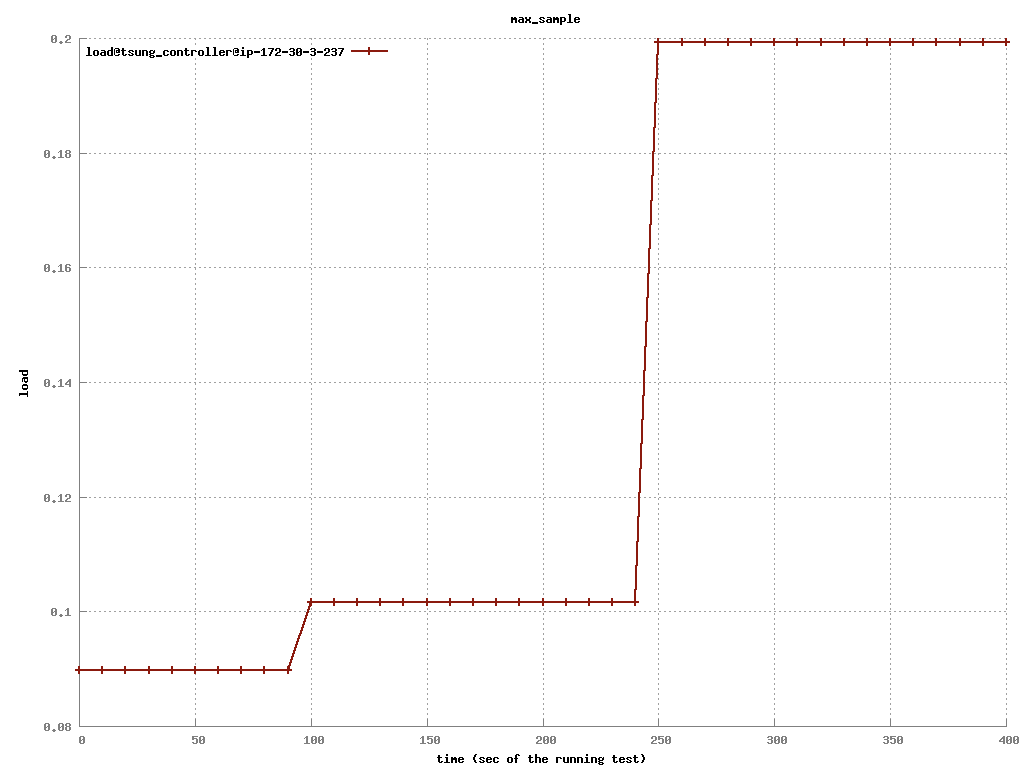 max_sample
load@tsung_controller@ip-172-30-3-237
0.2
0.18
0.16
0.14
0.12
0.1
0.08
load
0 50 100 150 200 250 300 350 400
time (sec of the running test)